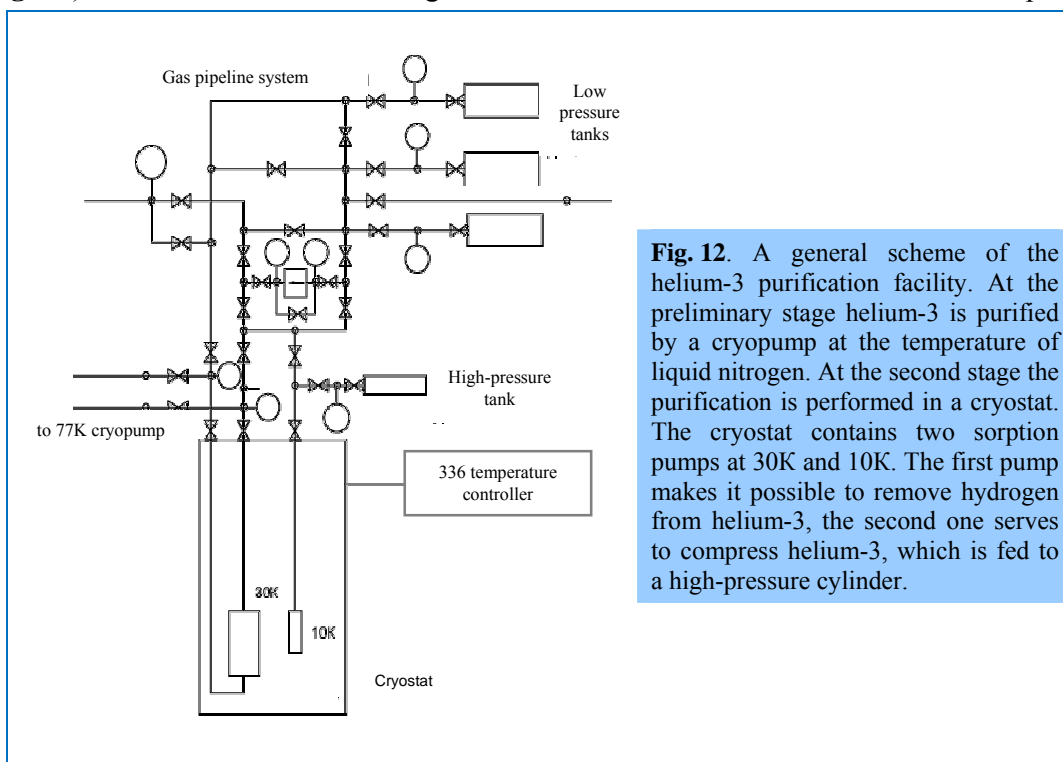 Gas pipeline system
Low
pressure
tanks
High-pressure
tank
to 77K cryopump
336 temperature
controller
30K
10K
Cryostat
Fig. 12. A general scheme of the
helium-3 purification facility. At the
preliminary stage helium-3 is purified
by a cryopump at the temperature of
liquid nitrogen. At the second stage the
purification is performed in a cryostat.
The cryostat contains two sorption
pumps at 30K and 10K. The first pump
makes it possible to remove hydrogen
from helium-3, the second one serves
to compress helium-3, which is fed to
a high-pressure cylinder.